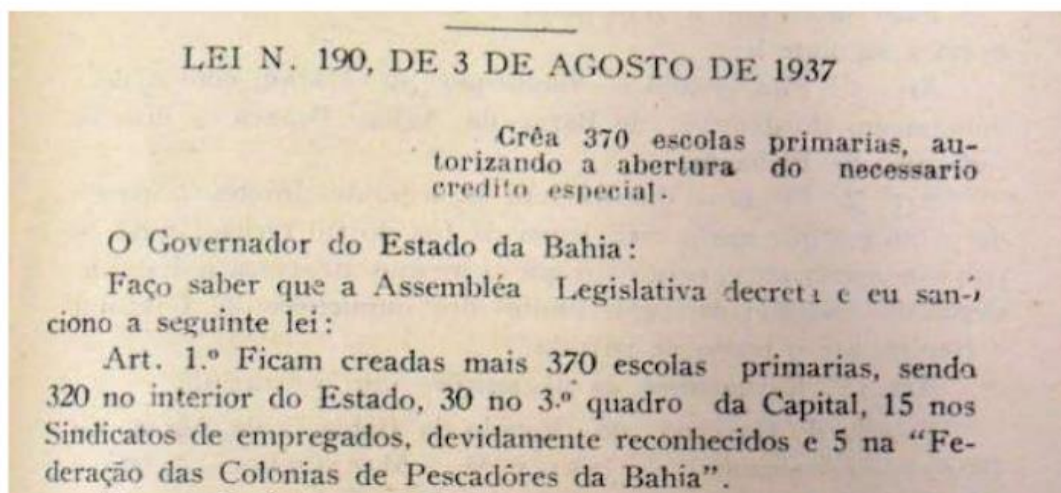 LEI N. 190, DE 3 DE AGOSTO DE 1937
Crêa 370 escolas primarias, au-
torizando a abertura do necessario
credito especial.
O Governador do Estado da Bahia:
Faço saber que a Assembléa Legislativa decreta e eu san-
ciono a seguinte lei:
Art. 1.º Ficam creadas mais 370 escolas primarias, sendo
320 no interior do Estado, 30 no 3.º quadro da Capital, 15 nos
Sindicatos de empregados, devidamente reconhecidos e 5 na “Fe-
deração das Colonias de Pescadôres da Bahia”.